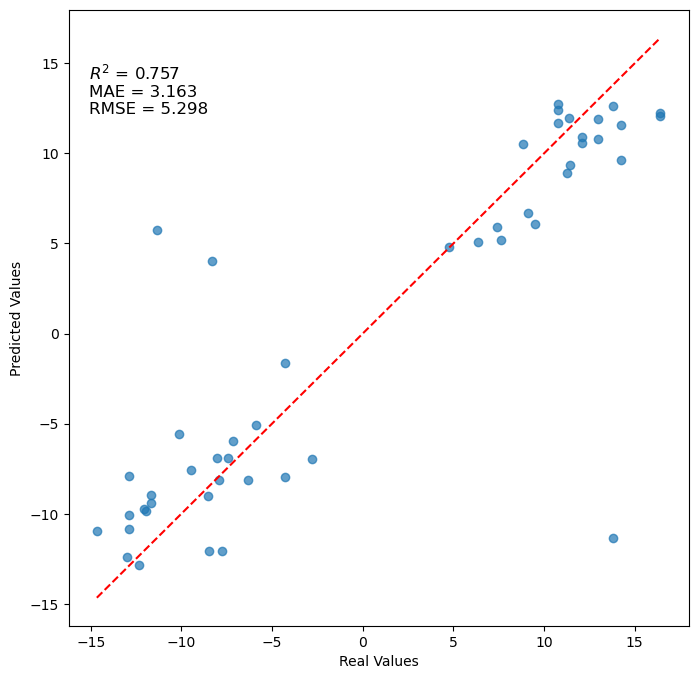 R² = 0.757
MAE = 3.163
RMSE = 5.298
Predicted Values
15
10
5
0
−5
−10
−15
−15
−10
−5
0
5
10
15
Real Values